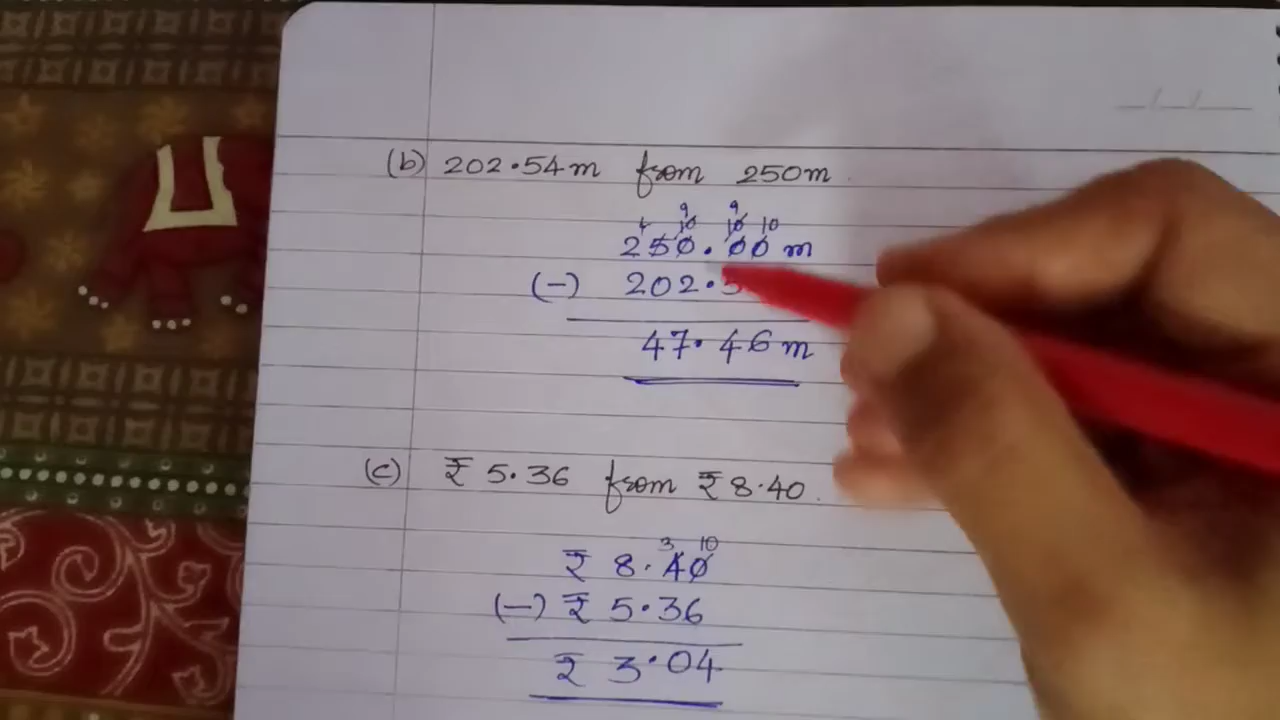 (b) 202.54m from 250m
4 9 10 9 10 10
250.00 m
(-) 202.5
47.46 m
(c) ₹ 5.36 from ₹ 8.40.
3 10
₹ 8.40
(-) ₹ 5.36
₹ 3.04